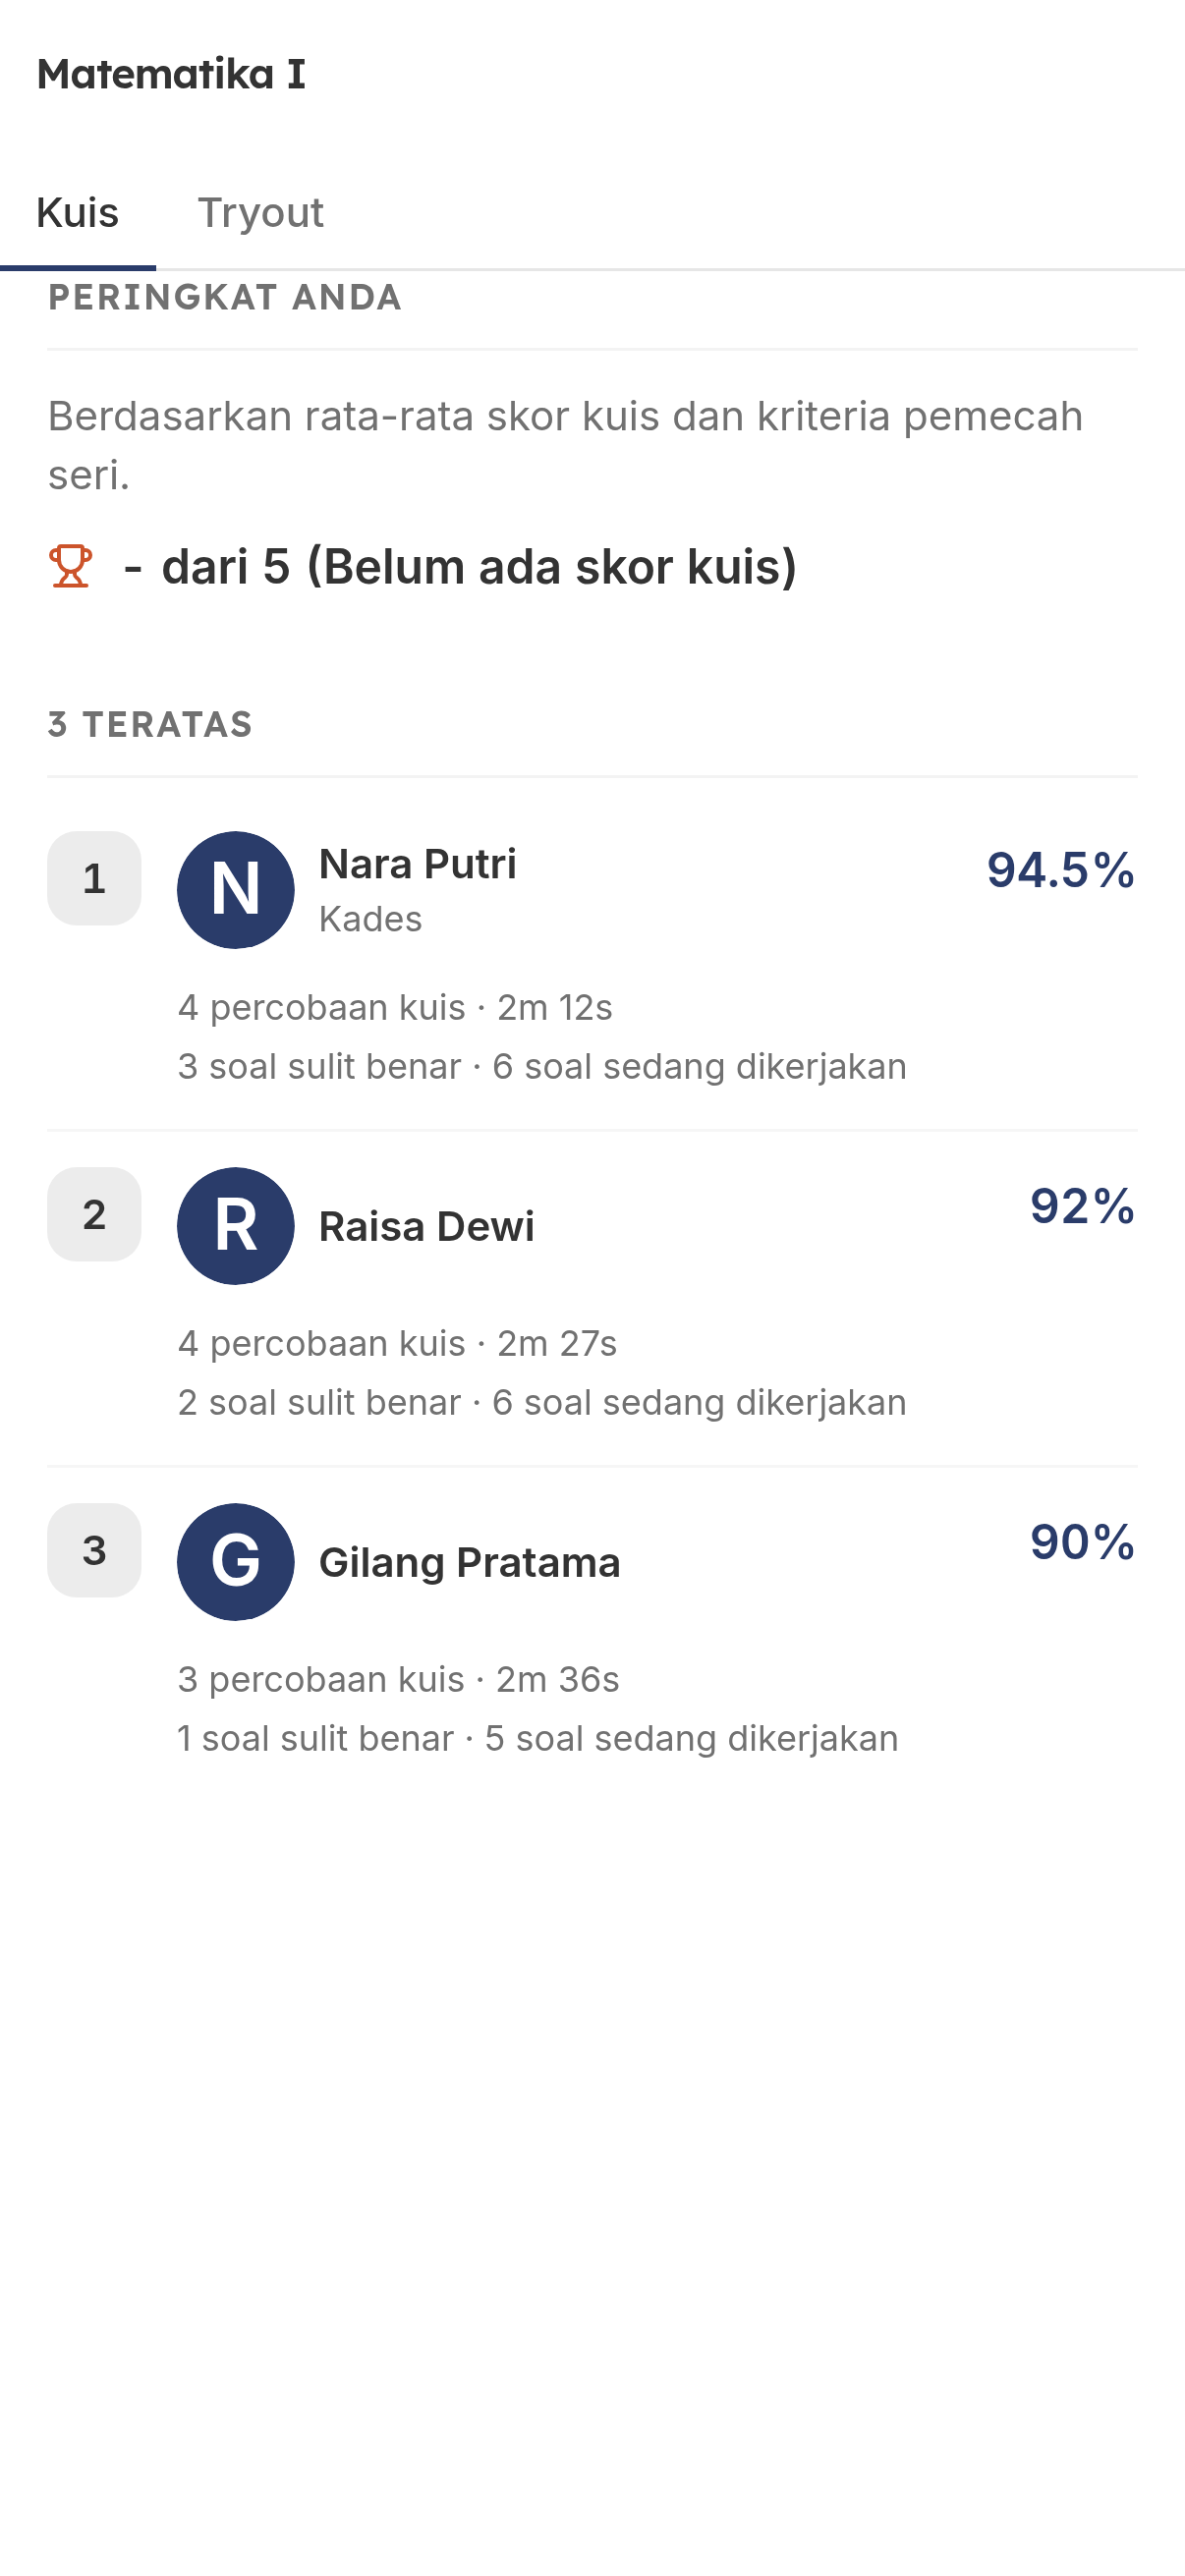 Matematika I
Kuis
Tryout
PERINGKAT ANDA
Berdasarkan rata-rata skor kuis dan kriteria pemecah
seri.
- dari 5 (Belum ada skor kuis)
3 TERATAS
1
N
Nara Putri
Kades
94.5%
4 percobaan kuis · 2m 12s
3 soal sulit benar · 6 soal sedang dikerjakan
2
R
Raisa Dewi
92%
4 percobaan kuis · 2m 27s
2 soal sulit benar · 6 soal sedang dikerjakan
3
G
Gilang Pratama
90%
3 percobaan kuis · 2m 36s
1 soal sulit benar · 5 soal sedang dikerjakan